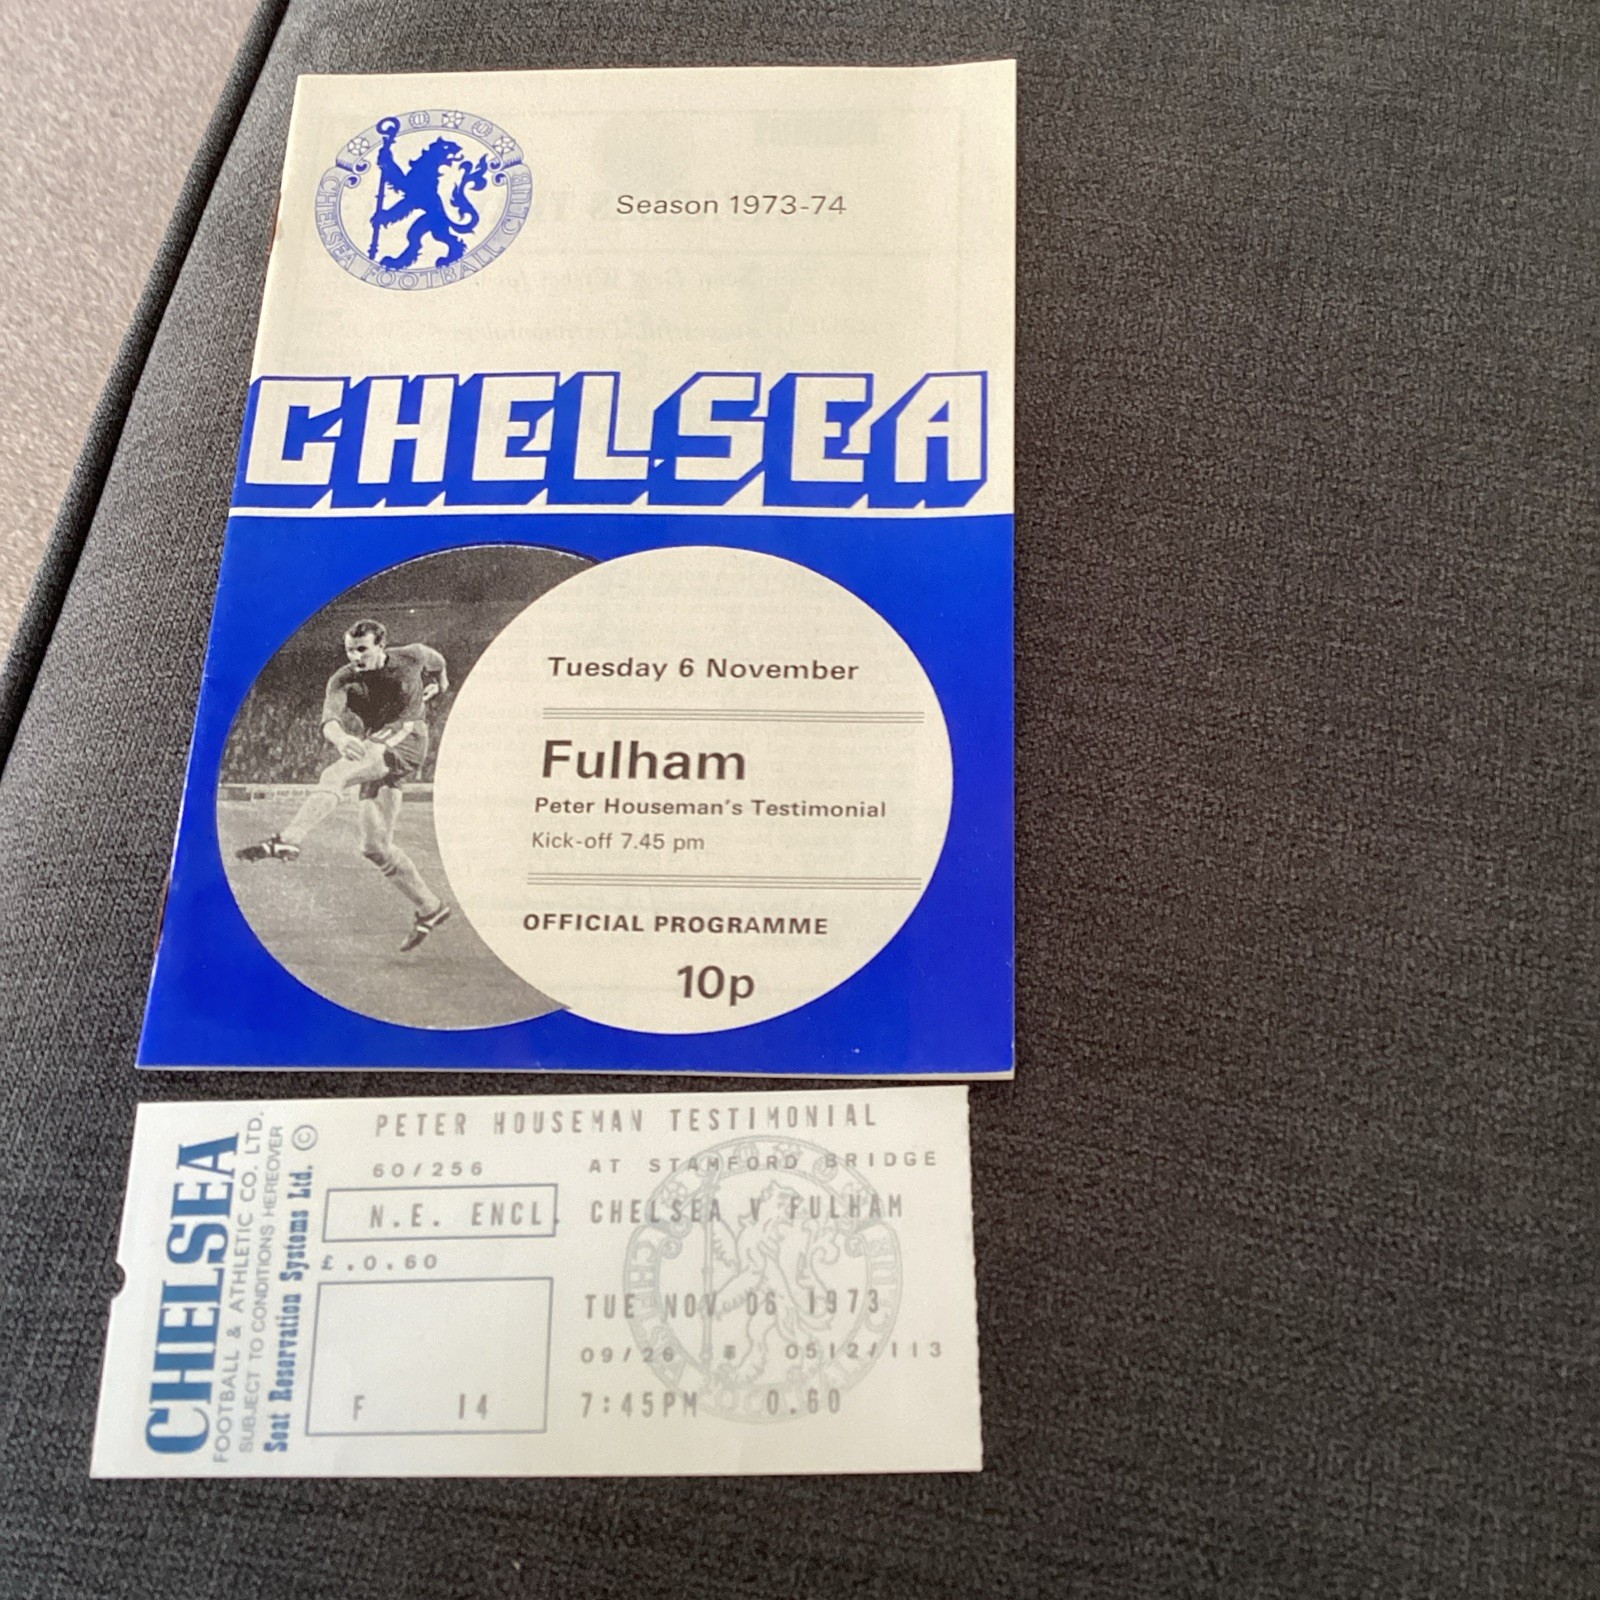 CHELSEA FOOTBALL CLUB
Season 1973-74
CHELSEA
Tuesday 6 November
Fulham
Peter Houseman's Testimonial
Kick-off 7.45 pm
OFFICIAL PROGRAMME
10p
CHELSEA
FOOTBALL & ATHLETIC CO. LTD.
SUBJECT TO CONDITIONS HEREOVER
Seat Reservation Systems Ltd. ©
PETER HOUSEMAN TESTIMONIAL
60/256 AT STAMFORD BRIDGE
N.E. ENCL. CHELSEA V FULHAM
£.0.60
TUE NOV 06 1973
09/26 0512/113
F 14 7:45PM 0.60